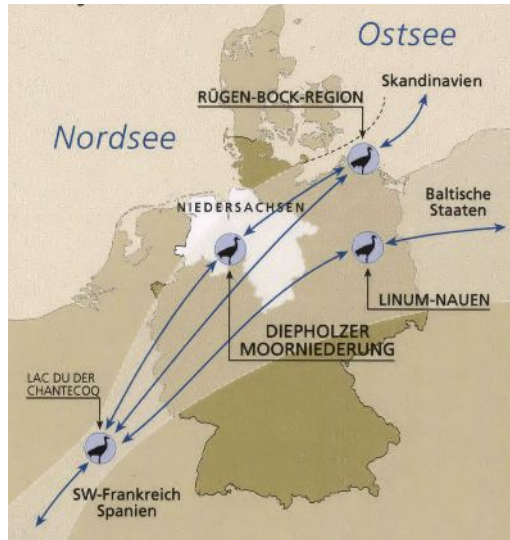 Ostsee
Skandinavien
RÜGEN-BOCK-REGION
Nordsee
Baltische
Staaten
NIEDERSACHSEN
LINUM-NAUEN
DIEPHOLZER
MOORNIEDERUNG
LAC DU DER
CHANTECOQ
SW-Frankreich
Spanien